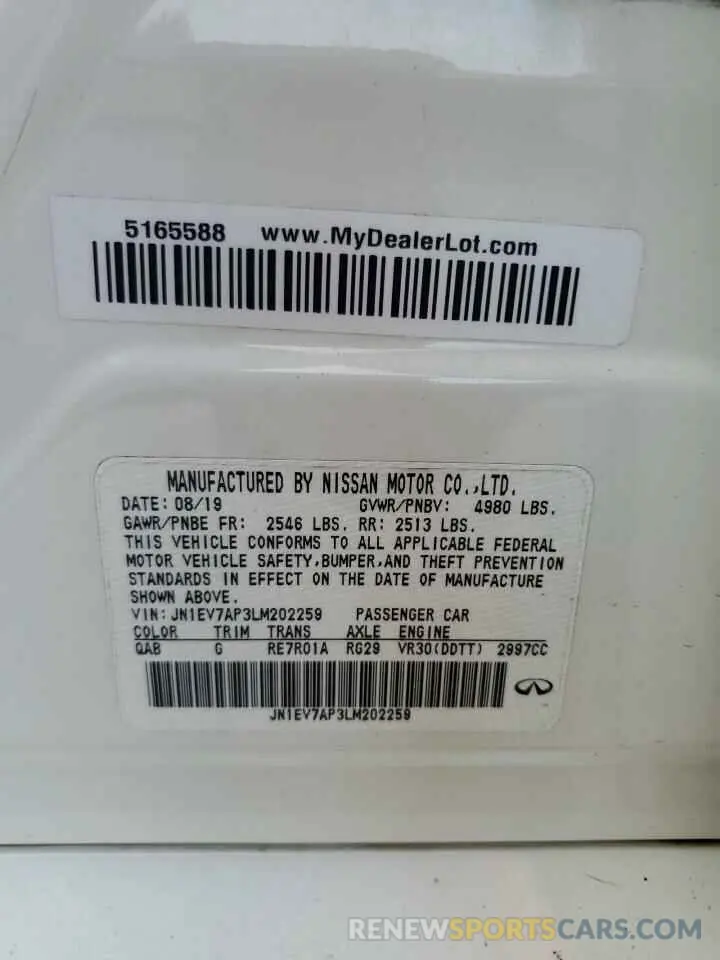 5165588 www.MyDealerLot.com
MANUFACTURED BY NISSAN MOTOR CO.,LTD.
DATE: 08/19 GVWR/PNBV: 4980 LBS.
GAWR/PNBE FR: 2546 LBS. RR: 2513 LBS.
THIS VEHICLE CONFORMS TO ALL APPLICABLE FEDERAL
MOTOR VEHICLE SAFETY,BUMPER,AND THEFT PREVENTION
STANDARDS IN EFFECT ON THE DATE OF MANUFACTURE
SHOWN ABOVE.
VIN: JN1EV7AP3LM202259 PASSENGER CAR
COLOR TRIM TRANS AXLE ENGINE
QAB G RE7R01A RG29 VR30(DDTT) 2997CC
JN1EV7AP3LM202259
RENEWSPORTSCARS.COM